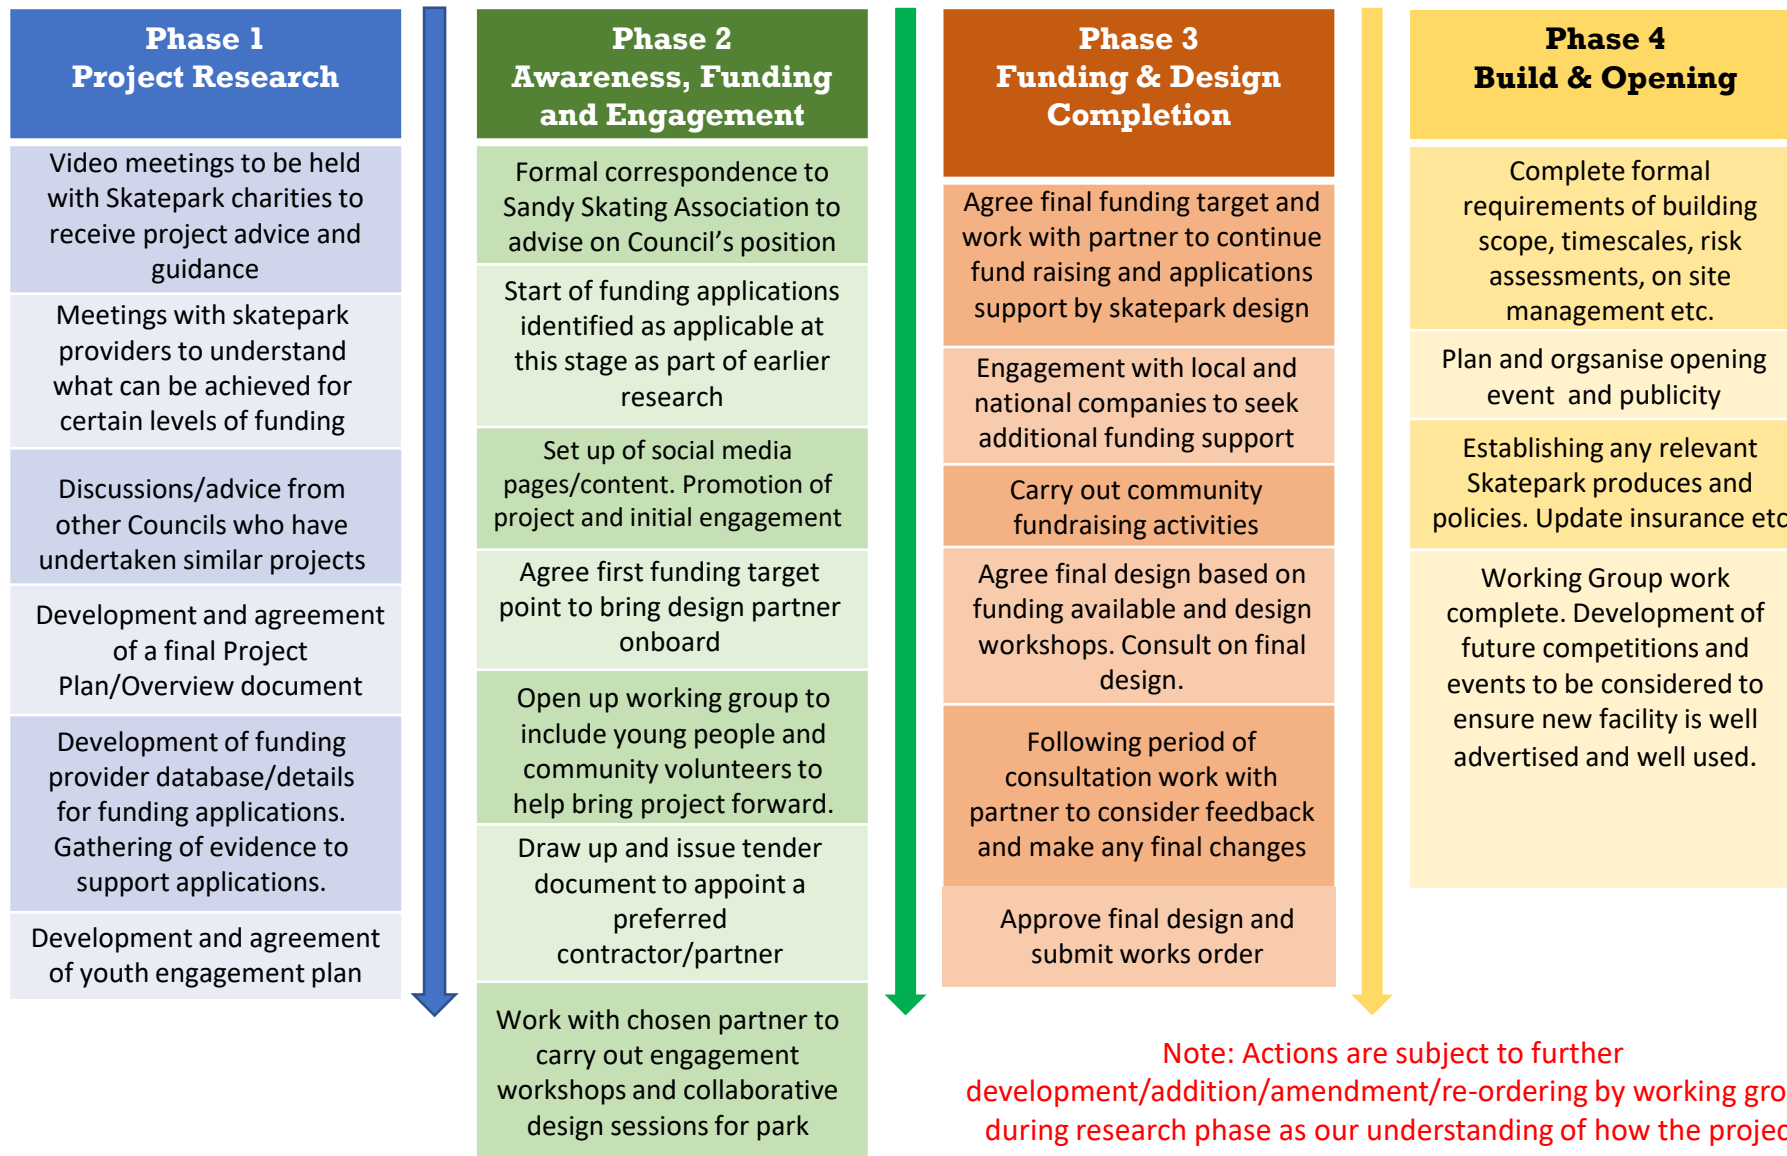 Phase 1
Project Research
Video meetings to be held
with Skatepark charities to
receive project advice and
guidance
Meetings with skatepark
providers to understand
what can be achieved for
certain levels of funding
Discussions/advice from
other Councils who have
undertaken similar projects
Development and agreement
of a final Project
Plan/Overview document
Development of funding
provider database/details
for funding applications.
Gathering of evidence to
support applications.
Development and agreement
of youth engagement plan
Phase 2
Awareness, Funding
and Engagement
Formal correspondence to
Sandy Skating Association to
advise on Council’s position
Start of funding applications
identified as applicable at
this stage as part of earlier
research
Set up of social media
pages/content. Promotion of
project and initial engagement
Agree first funding target
point to bring design partner
onboard
Open up working group to
include young people and
community volunteers to
help bring project forward.
Draw up and issue tender
document to appoint a
preferred
contractor/partner
Work with chosen partner to
carry out engagement
workshops and collaborative
design sessions for park
Phase 3
Funding & Design
Completion
Agree final funding target and
work with partner to continue
fund raising and applications
support by skatepark design
Engagement with local and
national companies to seek
additional funding support
Carry out community
fundraising activities
Agree final design based on
funding available and design
workshops. Consult on final
design.
Following period of
consultation work with
partner to consider feedback
and make any final changes
Approve final design and
submit works order
Phase 4
Build & Opening
Complete formal
requirements of building
scope, timescales, risk
assessments, on site
management etc.
Plan and orgsanise opening
event and publicity
Establishing any relevant
Skatepark produces and
policies. Update insurance etc
Working Group work
complete. Development of
future competitions and
events to be considered to
ensure new facility is well
advertised and well used.
Note: Actions are subject to further
development/addition/amendment/re-ordering by working
during research phase as our understanding of how the